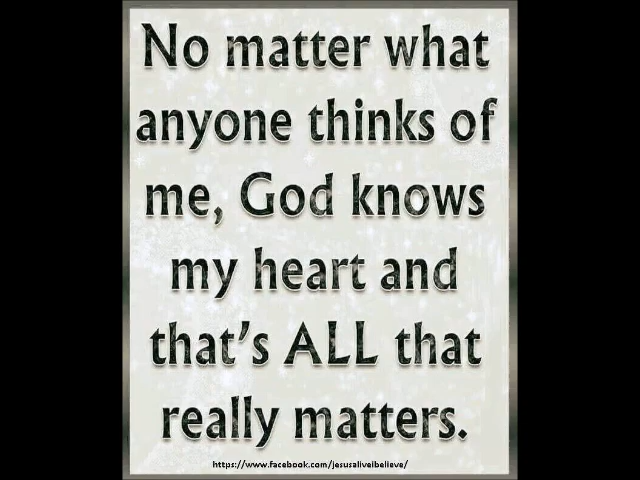 No matter what
anyone thinks of
me, God knows
my heart and
that's ALL that
really matters.
https://www.facebook.com/jesusaliveibelieve/